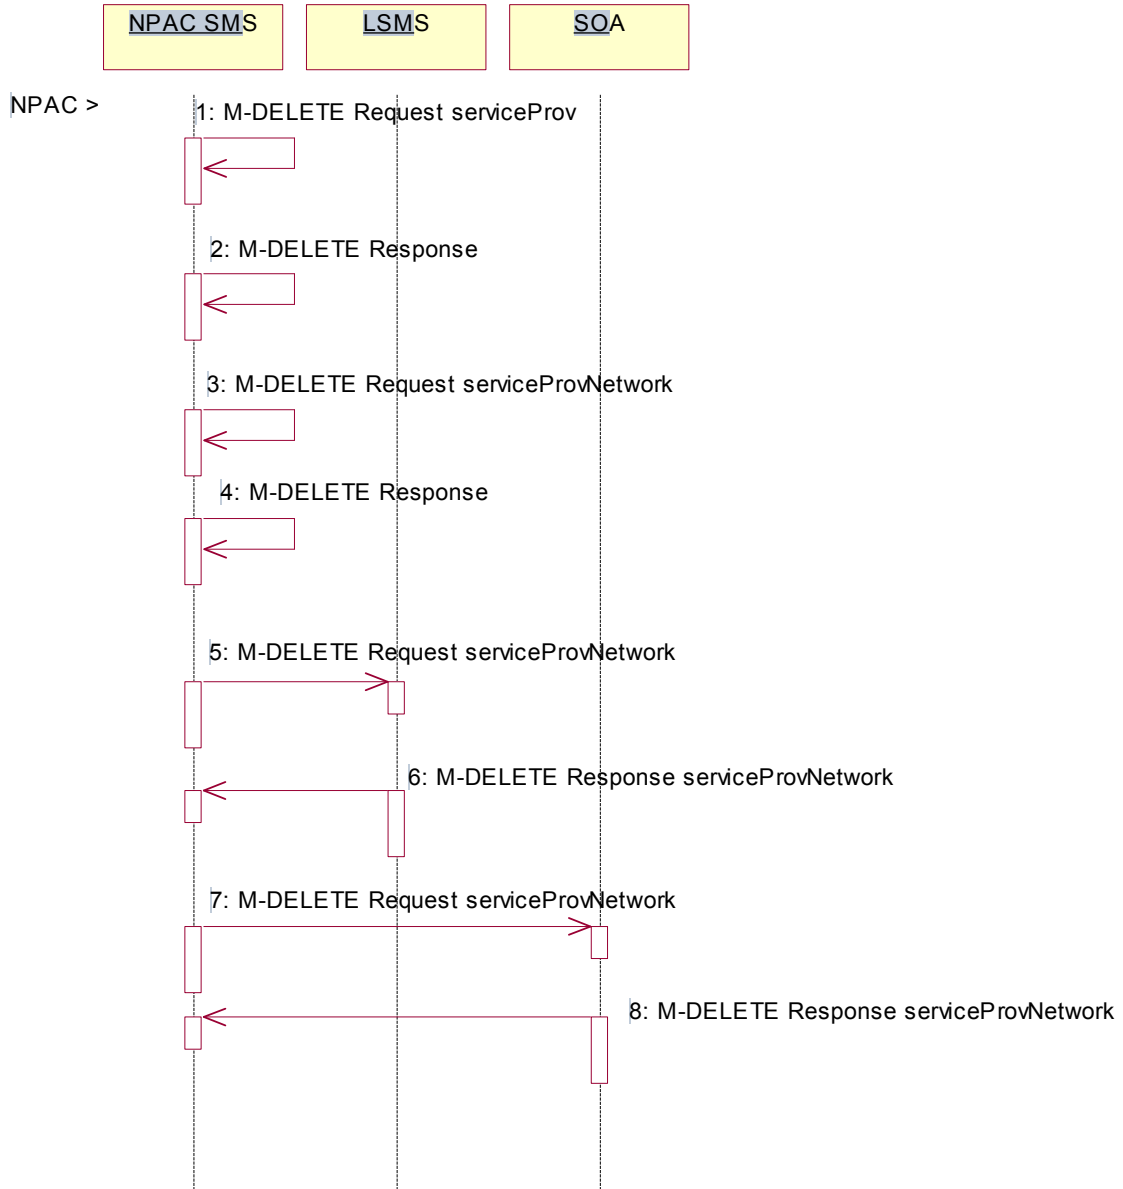 NPAC SMS
LSMS
SOA
NPAC >
1: M-DELETE Request serviceProv
2: M-DELETE Response
3: M-DELETE Request serviceProvNetwork
4: M-DELETE Response
5: M-DELETE Request serviceProvNetwork
6: M-DELETE Response serviceProvNetwork
7: M-DELETE Request serviceProvNetwork
8: M-DELETE Response serviceProvNetwork